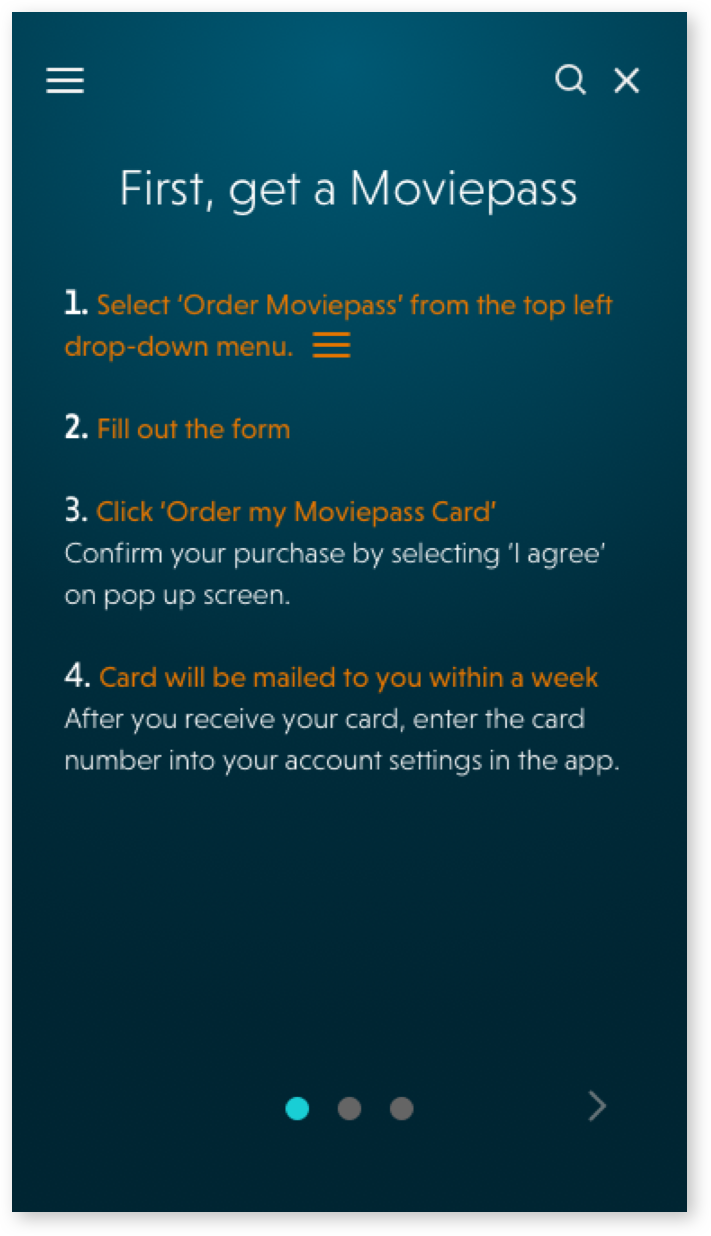 First, get a Moviepass
1. Select ‘Order Moviepass’ from the top left
drop-down menu.
2. Fill out the form
3. Click ‘Order my Moviepass Card’
Confirm your purchase by selecting ‘I agree’
on pop up screen.
4. Card will be mailed to you within a week
After you receive your card, enter the card
number into your account settings in the app.